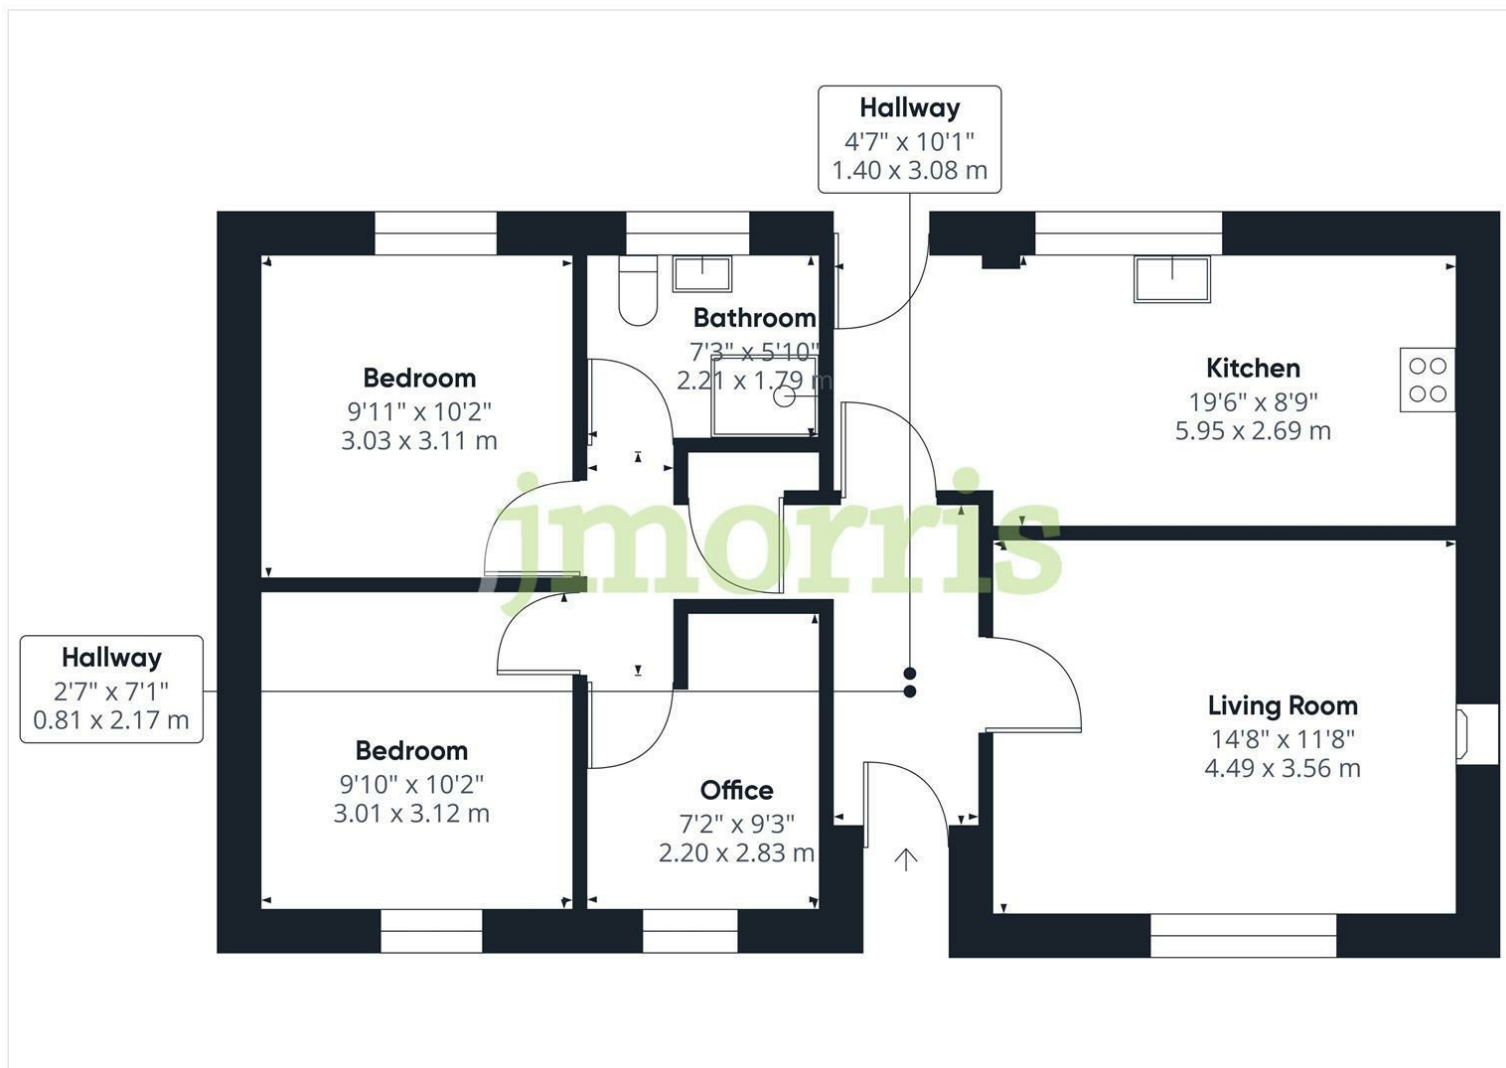 Hallway
4'7" x 10'1"
1.40 x 3.08 m
Bathroom
7'3" x 5'10"
2.21 x 1.79 m
Bedroom
9'11" x 10'2"
3.03 x 3.11 m
Kitchen
19'6" x 8'9"
5.95 x 2.69 m
jmorris
Hallway
2'7" x 7'1"
0.81 x 2.17 m
Bedroom
9'10" x 10'2"
3.01 x 3.12 m
Office
7'2" x 9'3"
2.20 x 2.83 m
Living Room
14'8" x 11'8"
4.49 x 3.56 m